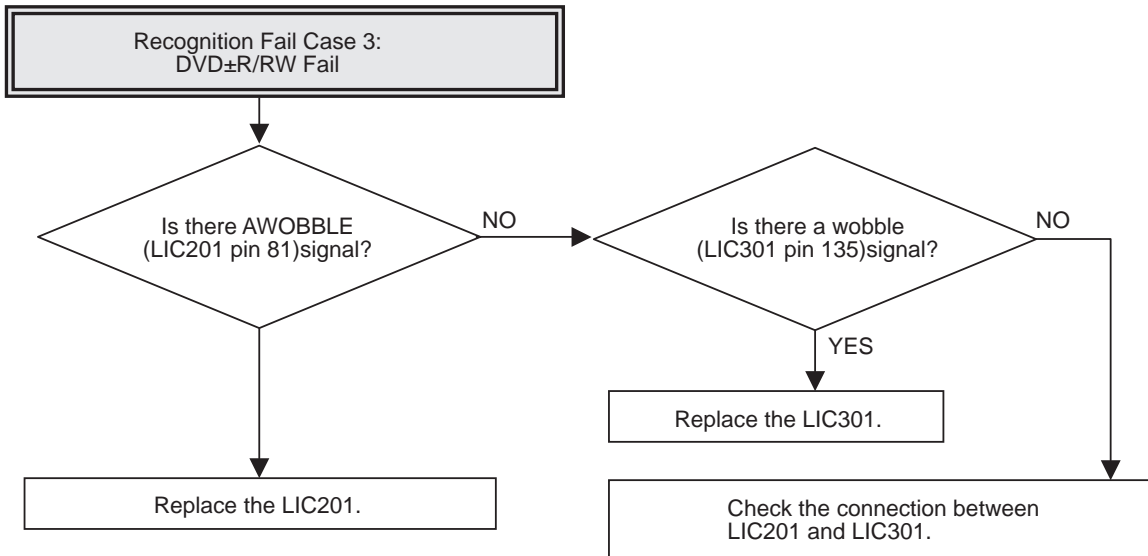 Recognition Fail Case 3:
DVD±R/RW Fail
Is there AWOBBLE
(LIC201 pin 81)signal?
NO
Is there a wobble
(LIC301 pin 135)signal?
NO
YES
Replace the LIC301.
Replace the LIC201.
Check the connection between
LIC201 and LIC301.